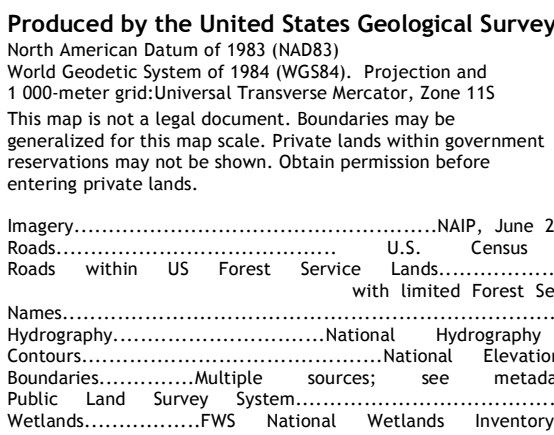 Produced by the United States Geological Survey
North American Datum of 1983 (NAD83)
World Geodetic System of 1984 (WGS84). Projection and
1 000-meter grid:Universal Transverse Mercator, Zone 11S
This map is not a legal document. Boundaries may be
generalized for this map scale. Private lands within government
reservations may not be shown. Obtain permission before
entering private lands.
Imagery.....................................................NAIP, June 2
Roads......................................... U.S. Census
Roads within US Forest Service Lands.................
with limited Forest Se
Names........................................................................
Hydrography...............................National Hydrography
Contours............................................National Elevation
Boundaries..............Multiple sources; see metada
Public Land Survey System......................................
Wetlands.................FWS National Wetlands Inventory